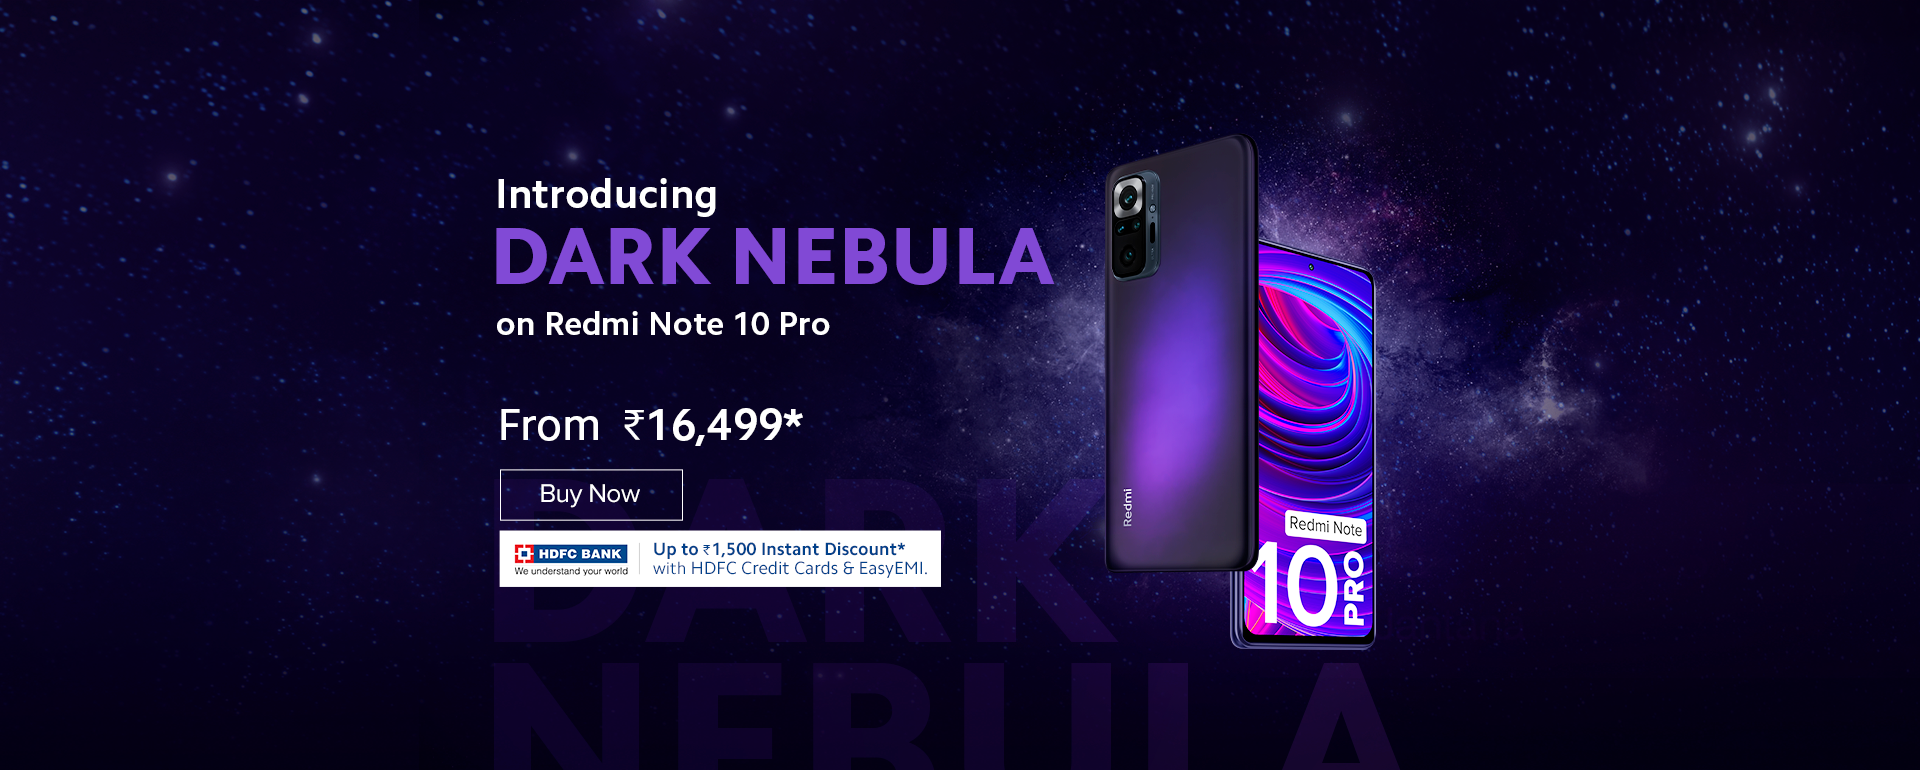 Introducing
DARK NEBULA
on Redmi Note 10 Pro
From ₹16,499*
Buy Now
HDFC BANK
We understand your world
Up to ₹1,500 Instant Discount*
with HDFC Credit Cards & EasyEMI.
Redmi
Redmi Note
10 PRO
DARK
NEBULA